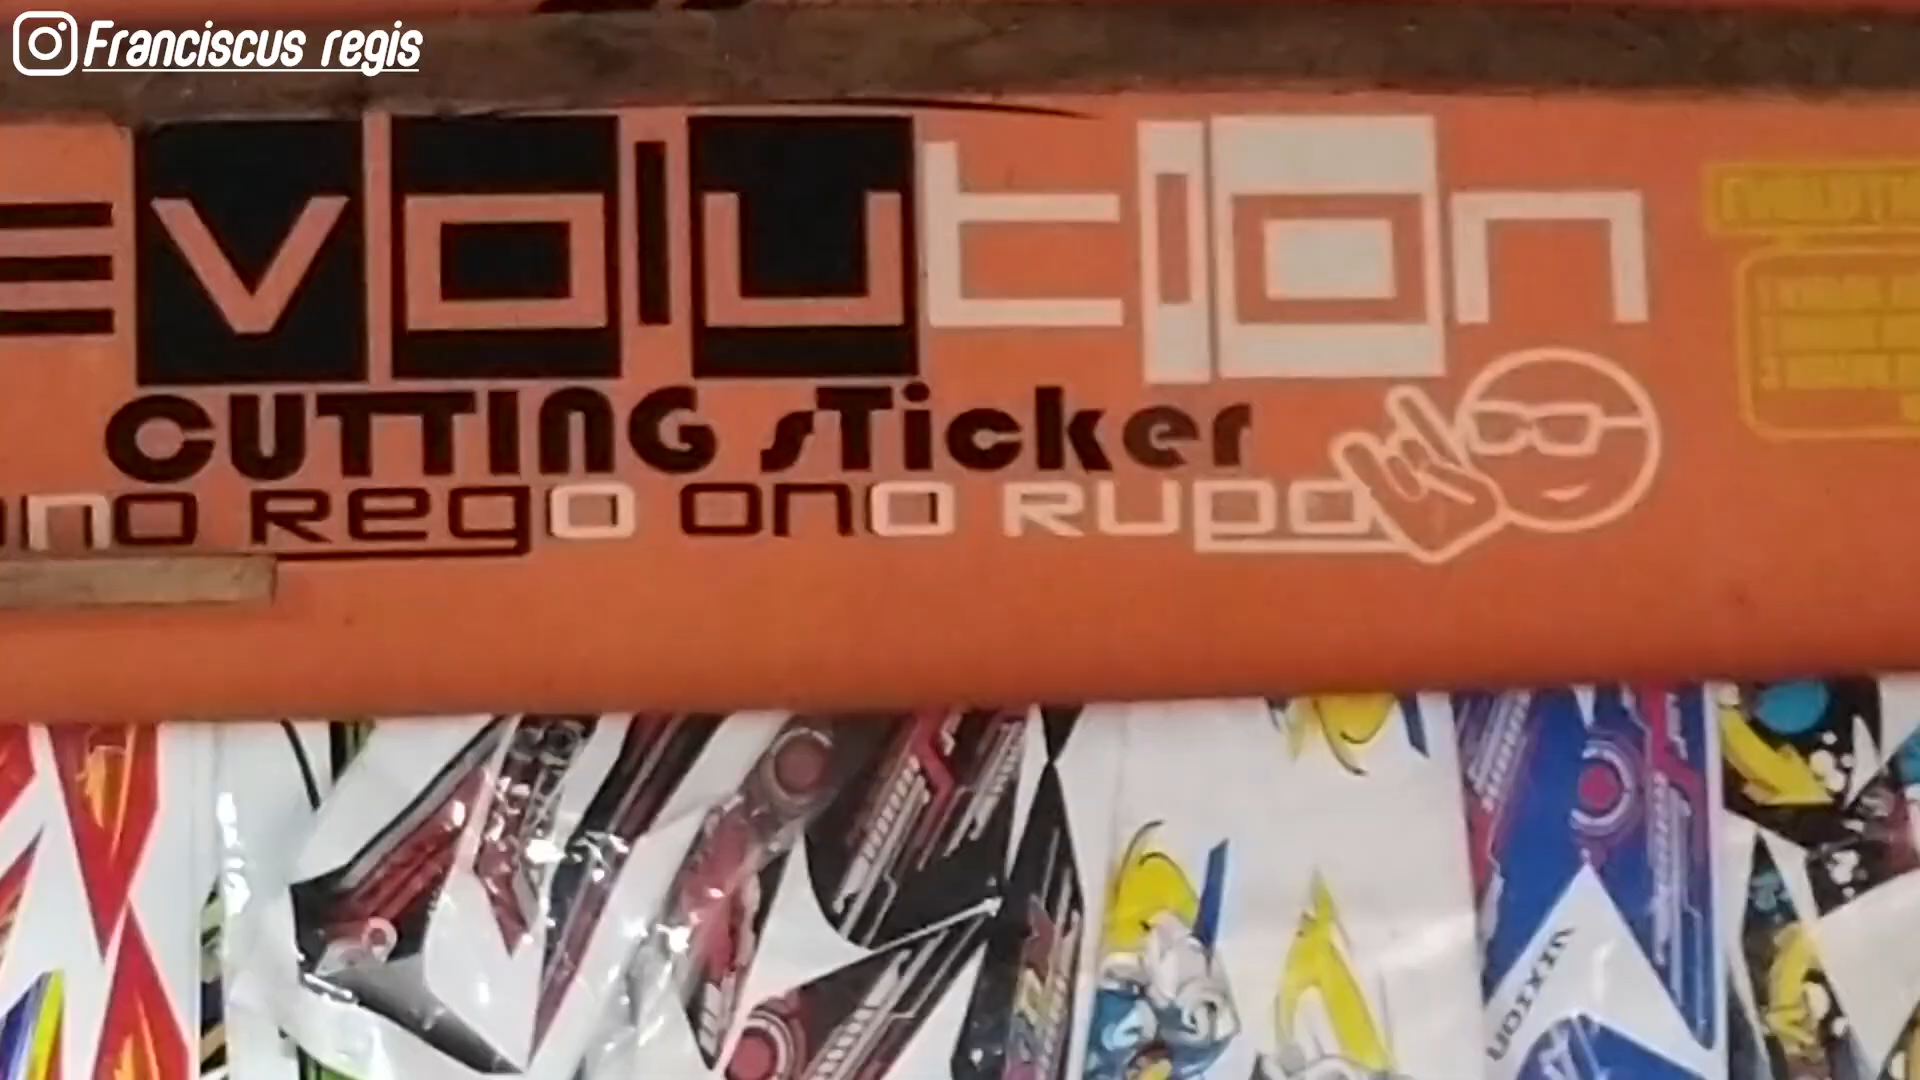 Franciscus regis
Evolution
CUTTING sTicker
ono Rego ono Rupo